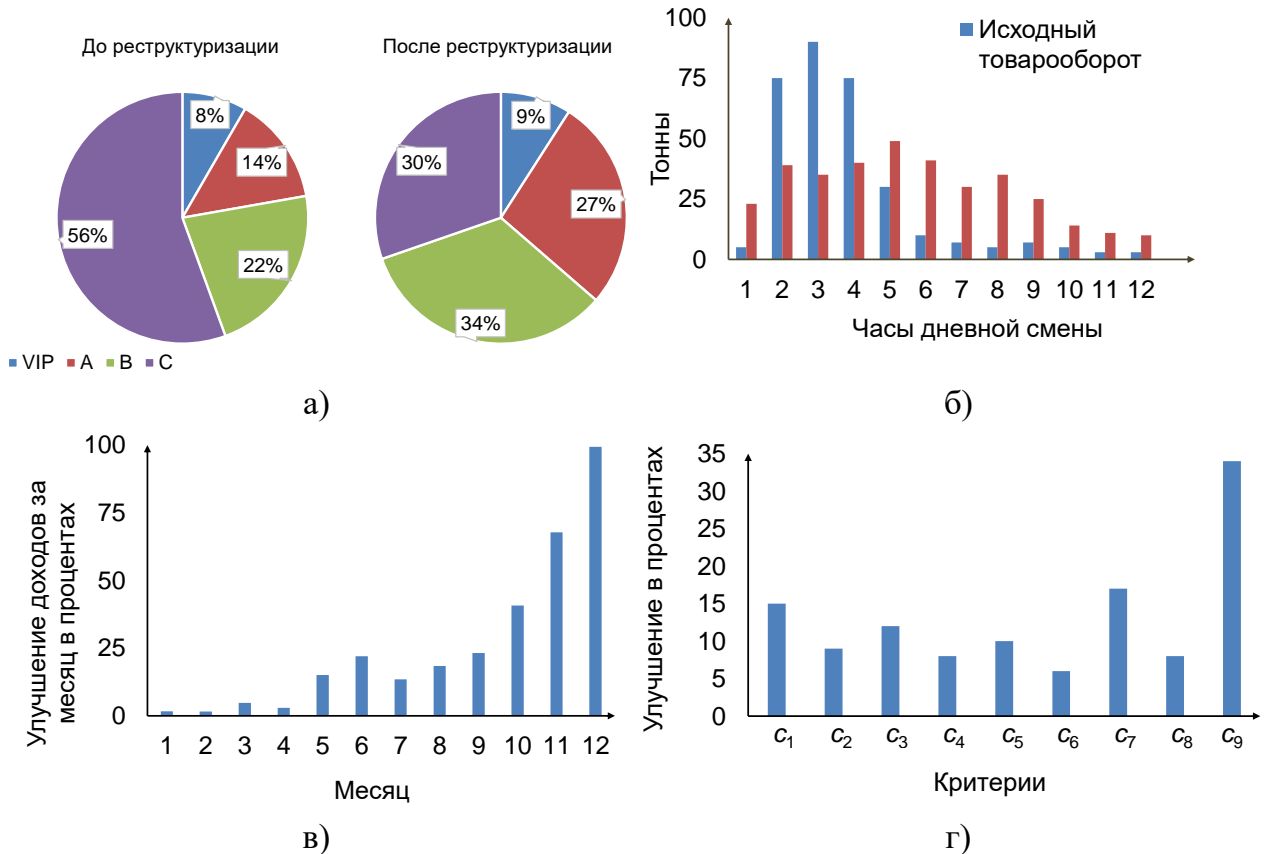 До реструктуризации
После реструктуризации
8%
14%
22%
56%
9%
27%
34%
30%
VIP A B C
а)
100
75
50
25
0
Тонны
Исходный
товарооборот
1 2 3 4 5 6 7 8 9 10 11 12
Часы дневной смены
б)
Улучшение доходов за
месяц в процентах
100
75
50
25
0
1 2 3 4 5 6 7 8 9 10 11 12
Месяц
в)
Улучшение в процентах
35
30
25
20
15
10
5
0
c1 c2 c3 c4 c5 c6 c7 c8 c9
Критерии
г)